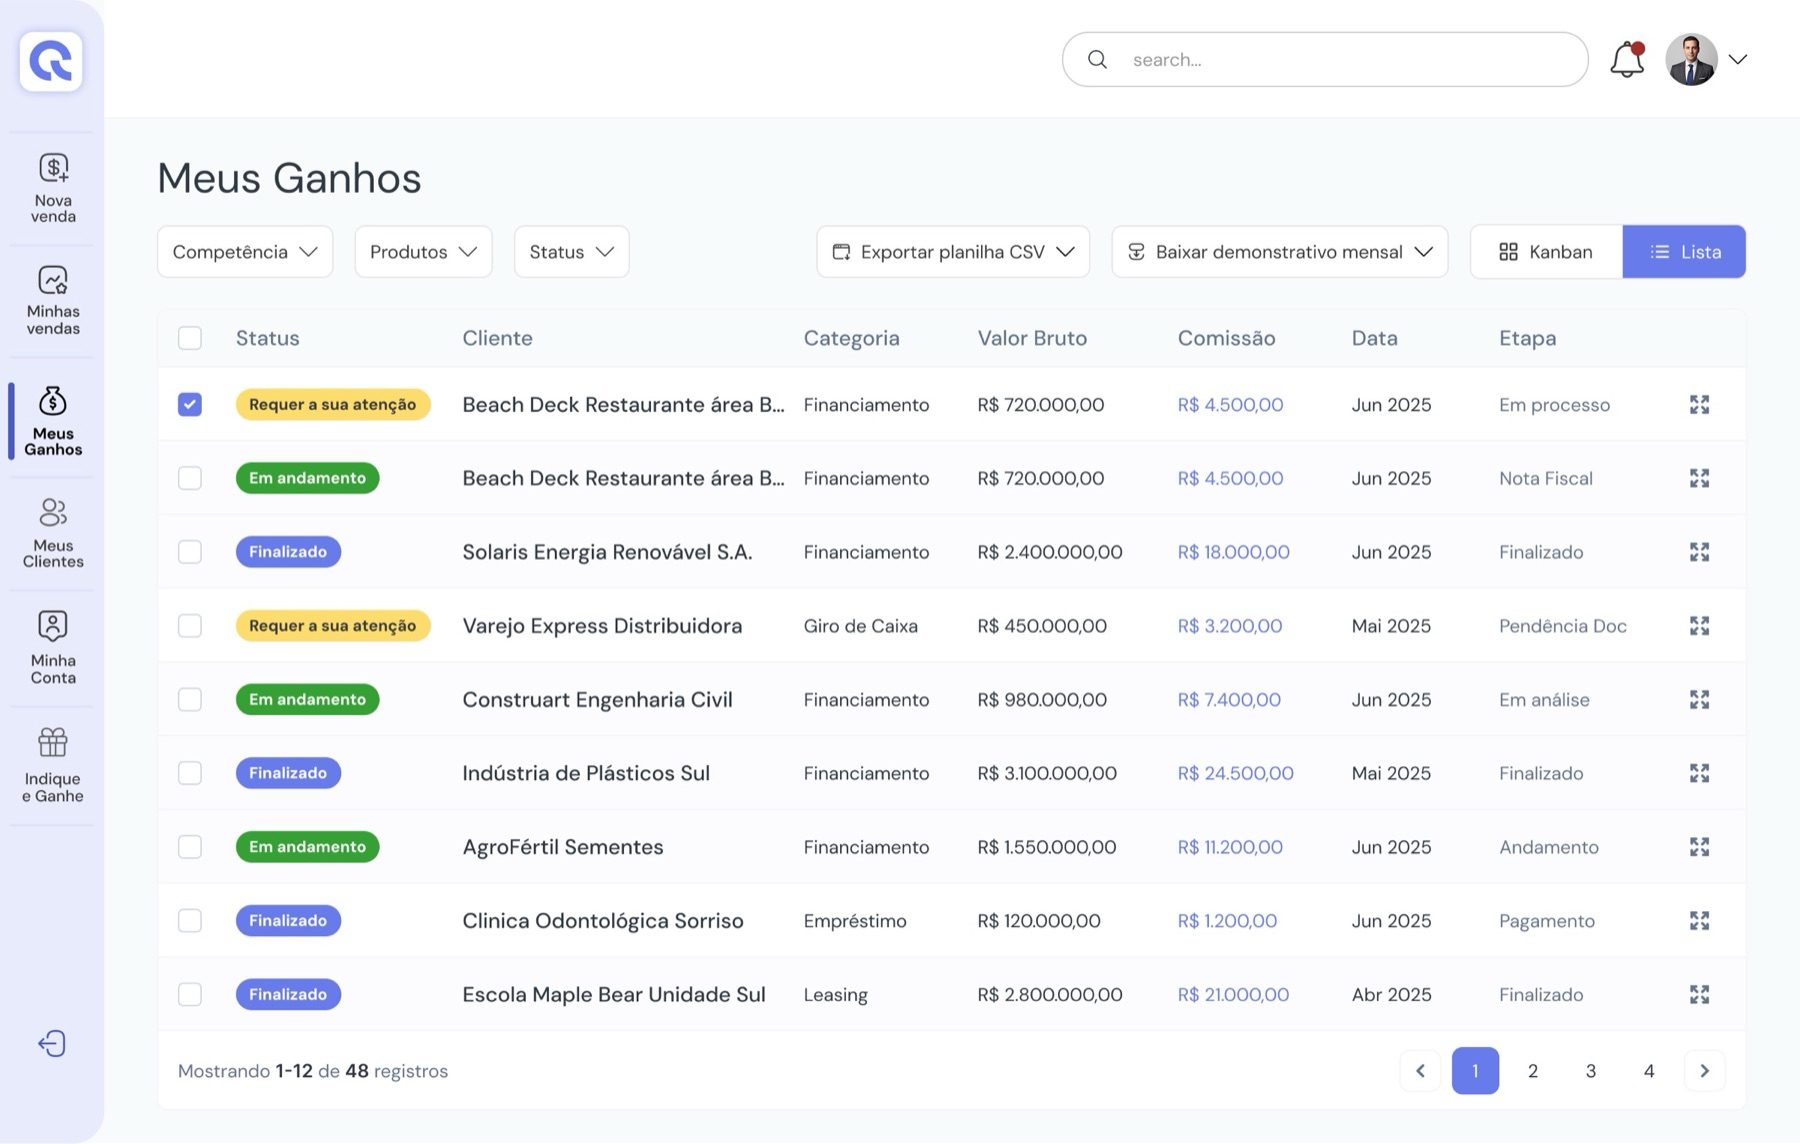 search...
Nova
venda
Minhas
vendas
Meus
Ganhos
Meus
Clientes
Minha
Conta
Indique
e Ganhe
Meus Ganhos
Competência Produtos Status Exportar planilha CSV Baixar demonstrativo mensal Kanban Lista
Status Cliente Categoria Valor Bruto Comissão Data Etapa
Requer a sua atenção Beach Deck Restaurante área B... Financiamento R$ 720.000,00 R$ 4.500,00 Jun 2025 Em processo
Em andamento Beach Deck Restaurante área B... Financiamento R$ 720.000,00 R$ 4.500,00 Jun 2025 Nota Fiscal
Finalizado Solaris Energia Renovável S.A. Financiamento R$ 2.400.000,00 R$ 18.000,00 Jun 2025 Finalizado
Requer a sua atenção Varejo Express Distribuidora Giro de Caixa R$ 450.000,00 R$ 3.200,00 Mai 2025 Pendência Doc
Em andamento Construart Engenharia Civil Financiamento R$ 980.000,00 R$ 7.400,00 Jun 2025 Em análise
Finalizado Indústria de Plásticos Sul Financiamento R$ 3.100.000,00 R$ 24.500,00 Mai 2025 Finalizado
Em andamento AgroFértil Sementes Financiamento R$ 1.550.000,00 R$ 11.200,00 Jun 2025 Andamento
Finalizado Clinica Odontológica Sorriso Empréstimo R$ 120.000,00 R$ 1.200,00 Jun 2025 Pagamento
Finalizado Escola Maple Bear Unidade Sul Leasing R$ 2.800.000,00 R$ 21.000,00 Abr 2025 Finalizado
Mostrando 1-12 de 48 registros 1 2 3 4